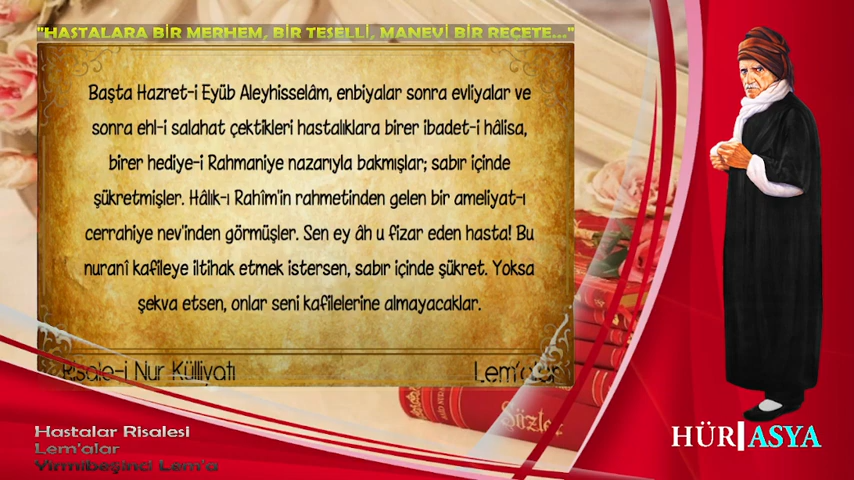 "HASTALARA BİR MERHEM, BİR TESELLİ, MANEVİ BİR REÇETE..."
Başta Hazret-i Eyüb Aleyhisselâm, enbiyalar sonra evliyalar ve
sonra ehl-i salahat çektikleri hastalıklara birer ibadet-i hâlisa,
birer hediye-i Rahmaniye nazarıyla bakmışlar; sabır içinde
şükretmişler. Hâlık-ı Rahîm'in rahmetinden gelen bir ameliyat-ı
cerrahiye nev'inden görmüşler. Sen ey âh u fizar eden hasta! Bu
nuranî kafileye iltihak etmek istersen, sabır içinde şükret. Yoksa
şekva etsen, onlar seni kafilelerine almayacaklar.
Risale-i Nur Külliyatı
Lem'alar
Sözler
Hastalar Risalesi
Lem'alar
Yirmibeşinci Lem'a
HÜR ASYA